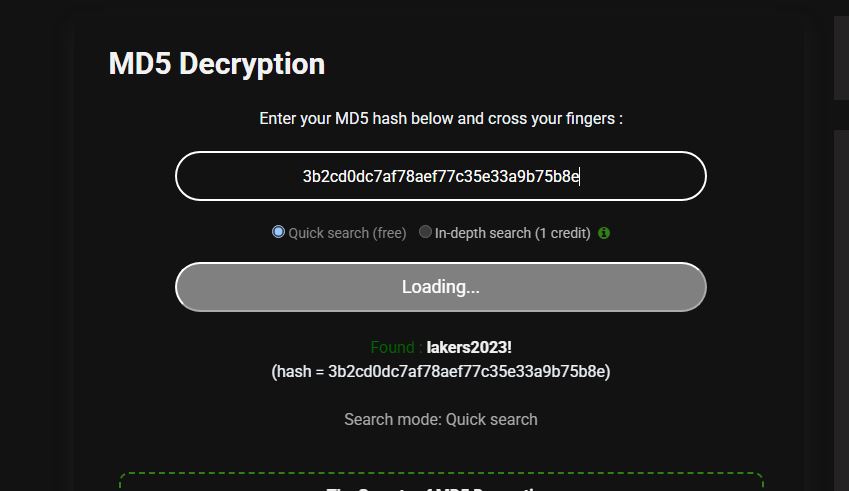 MD5 Decryption
Enter your MD5 hash below and cross your fingers :
3b2cd0dc7af78aef77c35e33a9b75b8e
Quick search (free) In-depth search (1 credit)
Loading...
Found : lakers2023!
(hash = 3b2cd0dc7af78aef77c35e33a9b75b8e)
Search mode: Quick search